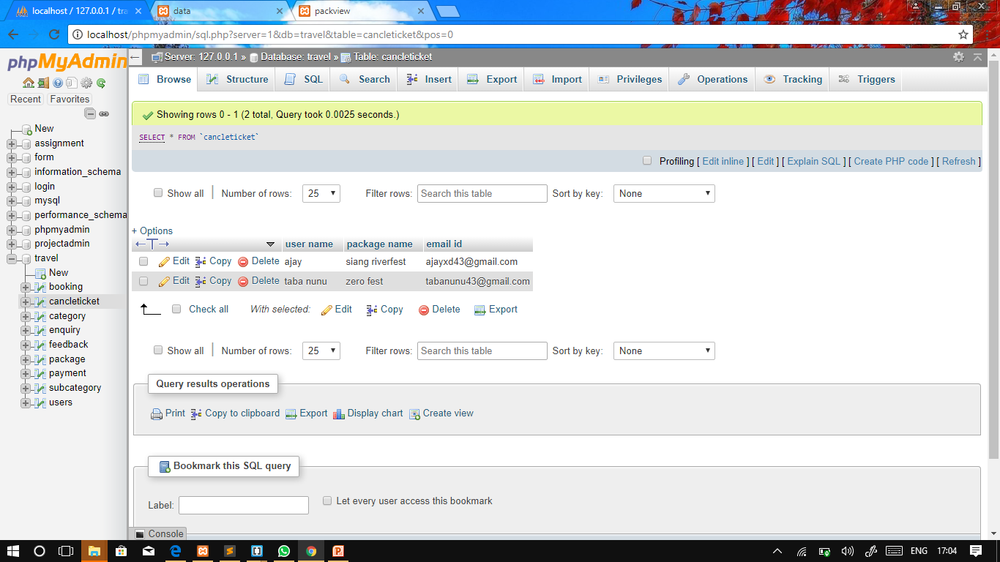 localhost / 127.0.0.1 / tra
data
packview
localhost/phpmyadmin/sql.php?server=1&db=travel&table=cancleticket&pos=0
phpMyAdmin
Recent Favorites
New
assignment
form
information_schema
login
mysql
performance_schema
phpmyadmin
projectadmin
travel
New
booking
cancleticket
category
enquiry
feedback
package
payment
subcategory
users
Server: 127.0.0.1 » Database: travel » Table: cancleticket
Browse Structure SQL Search Insert Export Import Privileges Operations Tracking Triggers
Showing rows 0 - 1 (2 total, Query took 0.0025 seconds.)
SELECT * FROM `cancleticket`
Profiling [ Edit inline ] [ Edit ] [ Explain SQL ] [ Create PHP code ] [ Refresh ]
Show all | Number of rows: 25 Filter rows: Search this table Sort by key: None
+ Options
←T→ user name package name email id
Edit Copy Delete ajay siang riverfest ajayxd43@gmail.com
Edit Copy Delete taba nunu zero fest tabanunu43@gmail.com
Check all With selected: Edit Copy Delete Export
Show all | Number of rows: 25 Filter rows: Search this table Sort by key: None
Query results operations
Print Copy to clipboard Export Display chart Create view
Bookmark this SQL query
Label: Let every user access this bookmark
Console
ENG 17:04